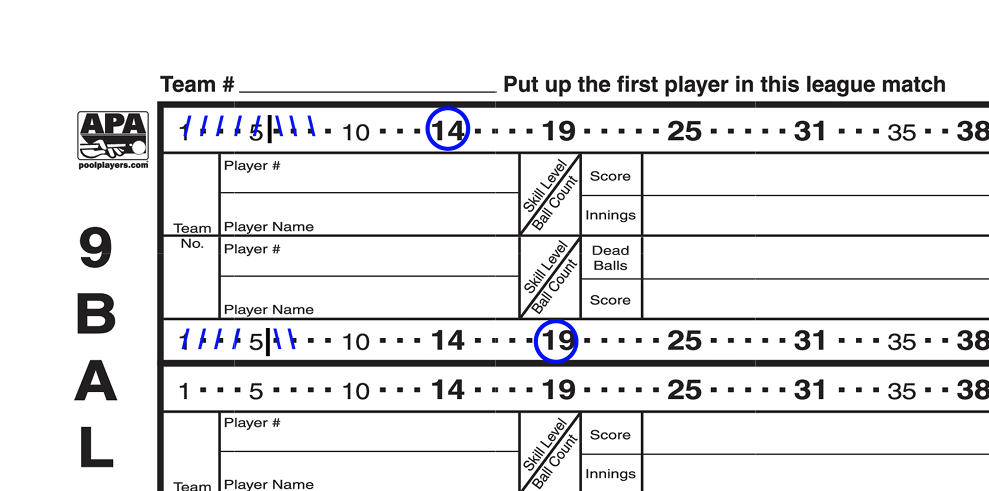 Team # Put up the first player in this league match
APA
poolplayers.com
1 · · · 5 · · · · 10 · · · 14 · · · · 19 · · · · · 25 · · · · · 31 · · · 35 · · 38
Player #
Player Name
Skill Level
Ball Count
Score
Innings
Team
No.
Player #
Player Name
Skill Level
Ball Count
Dead
Balls
Score
1 · · · 5 · · · · 10 · · · 14 · · · · 19 · · · · · 25 · · · · · 31 · · · 35 · · 38
1 · · · 5 · · · · 10 · · · 14 · · · · 19 · · · · · 25 · · · · · 31 · · · 35 · · 38
Player #
Player Name
Skill Level
Ball Count
Score
Innings
Team
9
B
A
L